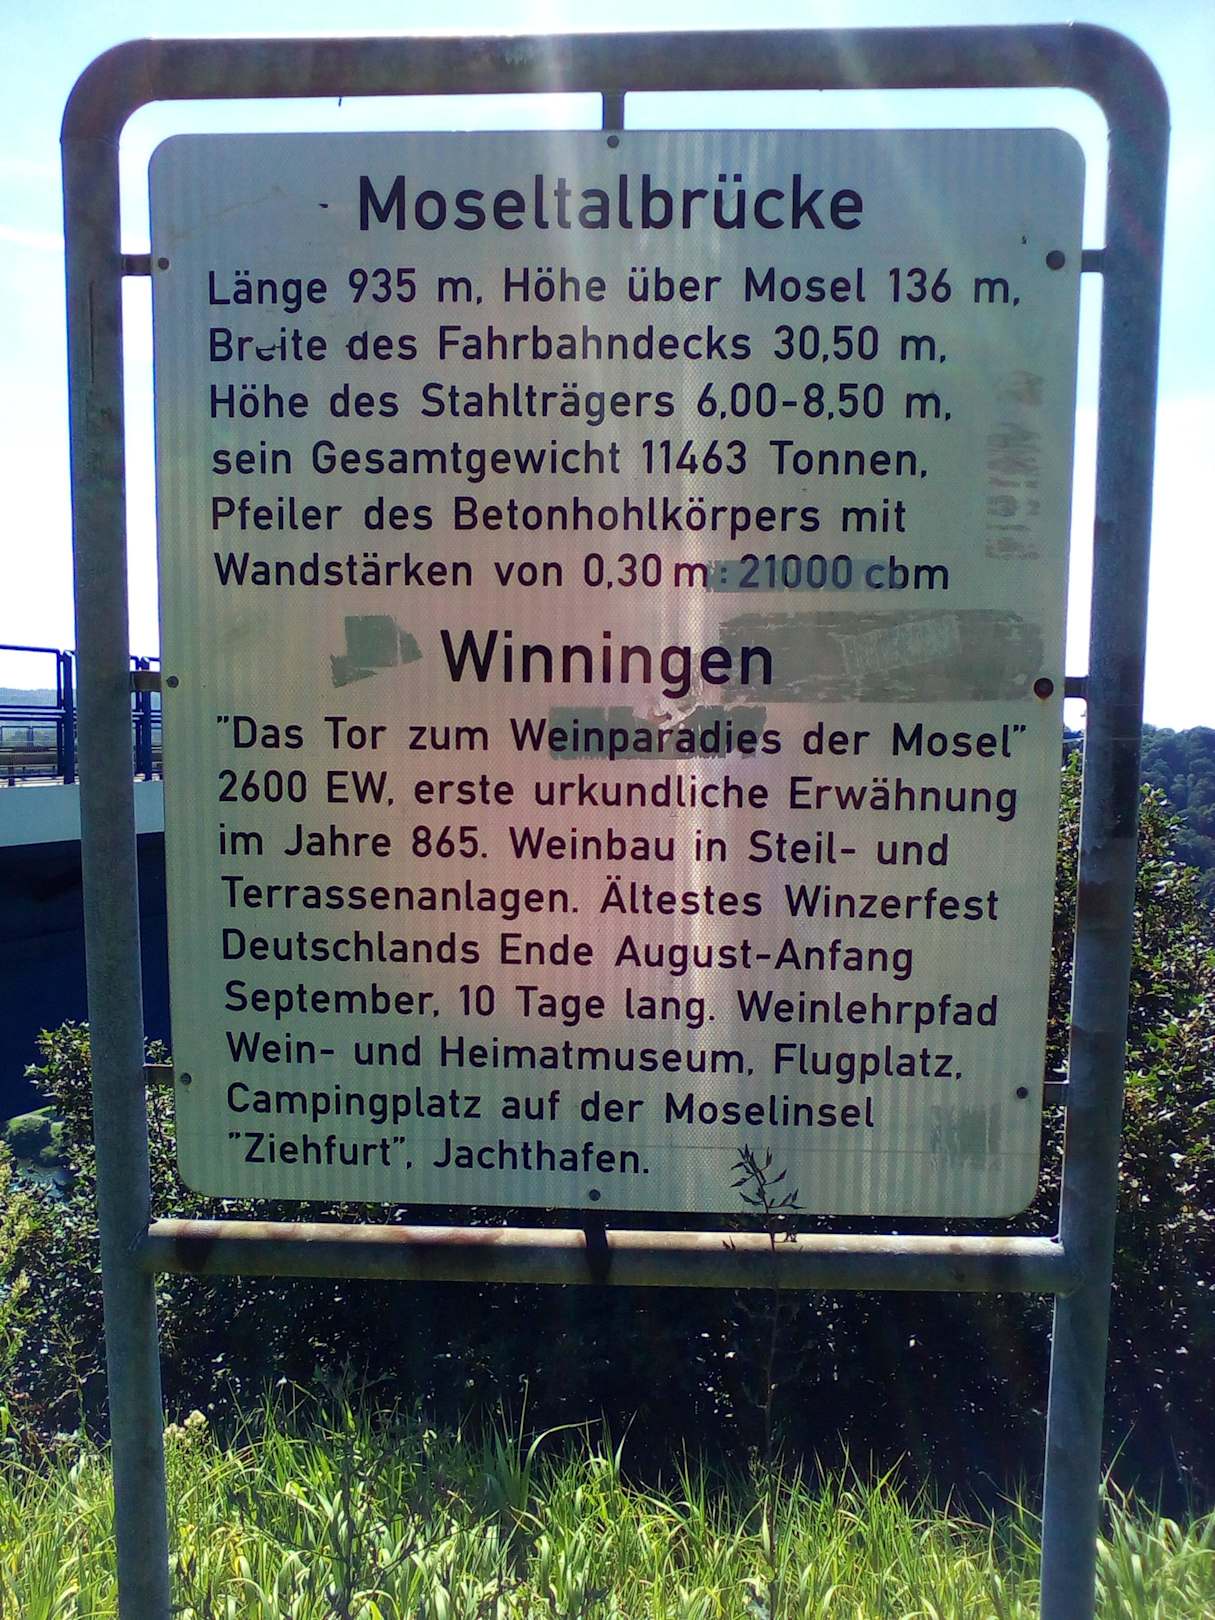 Moseltalbrücke
Länge 935 m, Höhe über Mosel 136 m,
Breite des Fahrbahndecks 30,50 m,
Höhe des Stahlträgers 6,00-8,50 m,
sein Gesamtgewicht 11463 Tonnen,
Pfeiler des Betonhohlkörpers mit
Wandstärken von 0,30 m : 21000 cbm
Winningen
"Das Tor zum Weinparadies der Mosel"
2600 EW, erste urkundliche Erwähnung
im Jahre 865. Weinbau in Steil- und
Terrassenanlagen. Ältestes Winzerfest
Deutschlands Ende August-Anfang
September, 10 Tage lang. Weinlehrpfad
Wein- und Heimatmuseum, Flugplatz,
Campingplatz auf der Moselinsel
"Ziehfurt", Jachthafen.